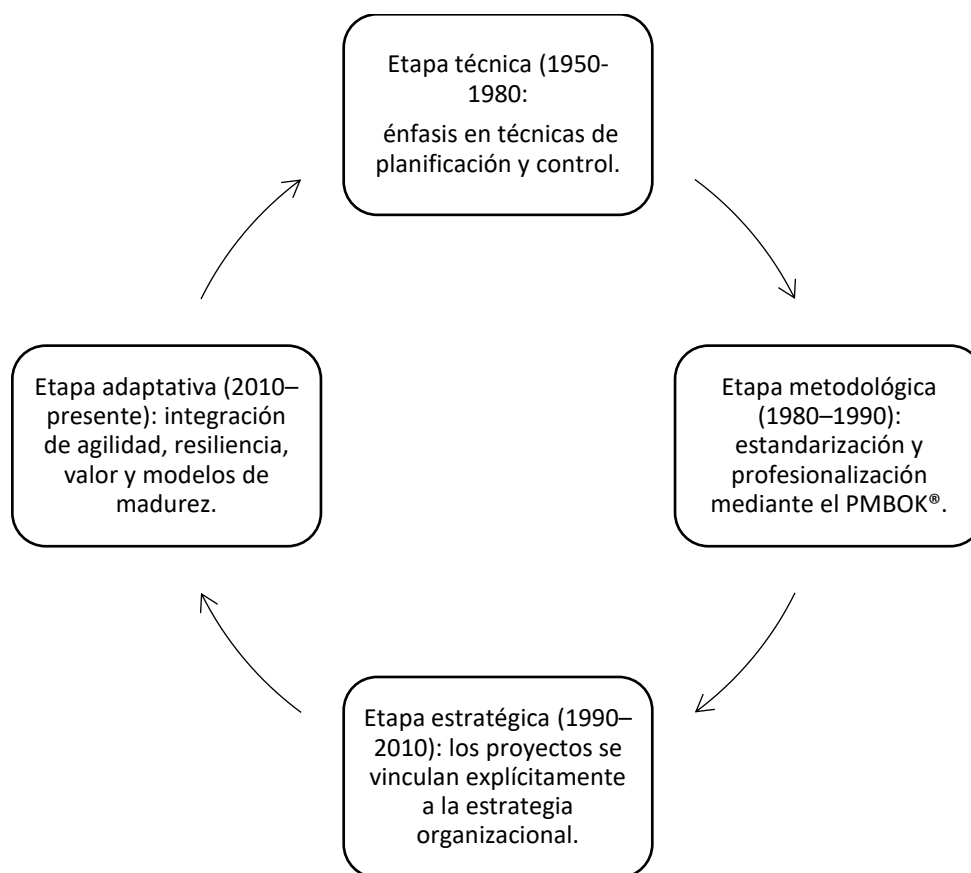 Etapa técnica (1950-
1980:
énfasis en técnicas de
planificación y control.
Etapa metodológica
(1980–1990):
estandarización y
profesionalización
mediante el PMBOK®.
Etapa estratégica (1990–
2010): los proyectos se
vinculan explícitamente
a la estrategia
organizacional.
Etapa adaptativa (2010–
presente): integración
de agilidad, resiliencia,
valor y modelos de
madurez.